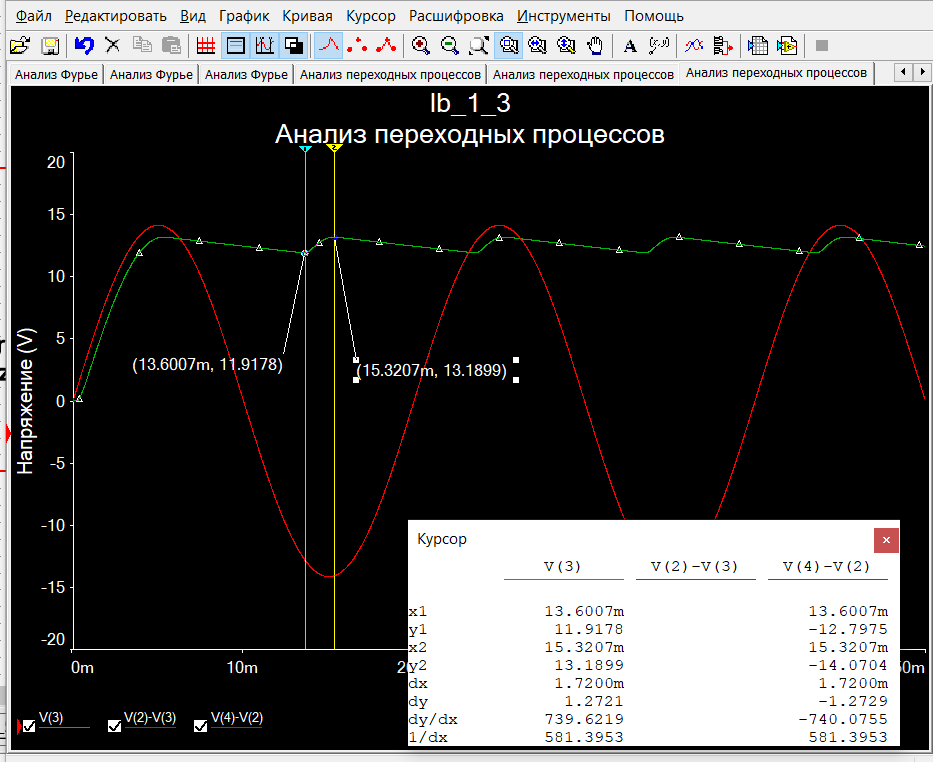 Файл Редактировать Вид График Кривая Курсор Расшифровка Инструменты Помощь
Анализ Фурье Анализ Фурье Анализ Фурье Анализ переходных процессов Анализ переходных процессов Анализ переходных процессов
lb_1_3
Анализ переходных процессов
1 2
20
15
10
5
0
-5
-10
-15
-20
Напряжение (V)
(13.6007m, 11.9178)
(15.3207m, 13.1899)
0m 10m
V(3) V(2)-V(3) V(4)-V(2)
Курсор
V(3) V(2)-V(3) V(4)-V(2)
x1 13.6007m 13.6007m
y1 11.9178 -12.7975
x2 15.3207m 15.3207m
y2 13.1899 -14.0704
dx 1.7200m 1.7200m
dy 1.2721 -1.2729
dy/dx 739.6219 -740.0755
1/dx 581.3953 581.3953